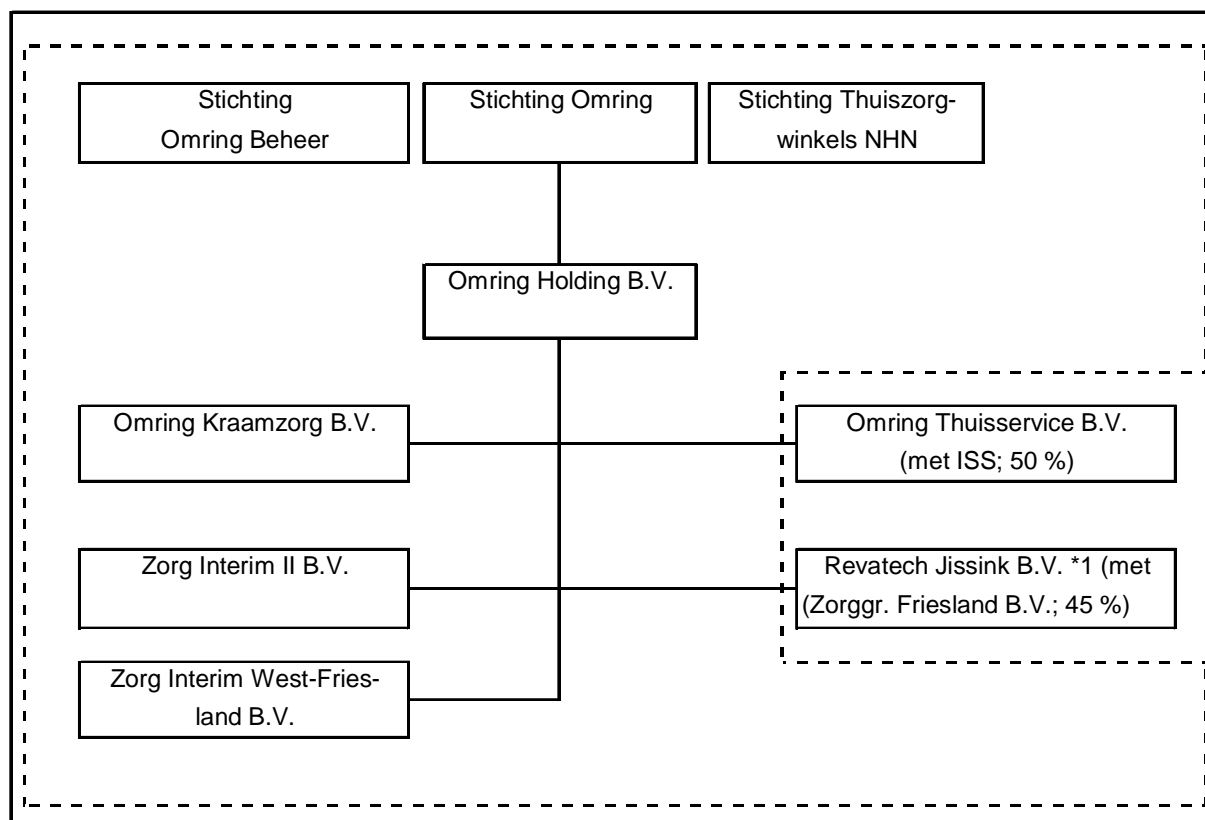 Stichting
Omring Beheer
Stichting Omring
Stichting Thuiszorg-
winkels NHN
Omring Holding B.V.
Omring Kraamzorg B.V.
Omring Thuisservice B.V.
(met ISS; 50 %)
Zorg Interim II B.V.
Revatech Jissink B.V. *1 (met
(Zorggr. Friesland B.V.; 45 %)
Zorg Interim West-Fries-
land B.V.